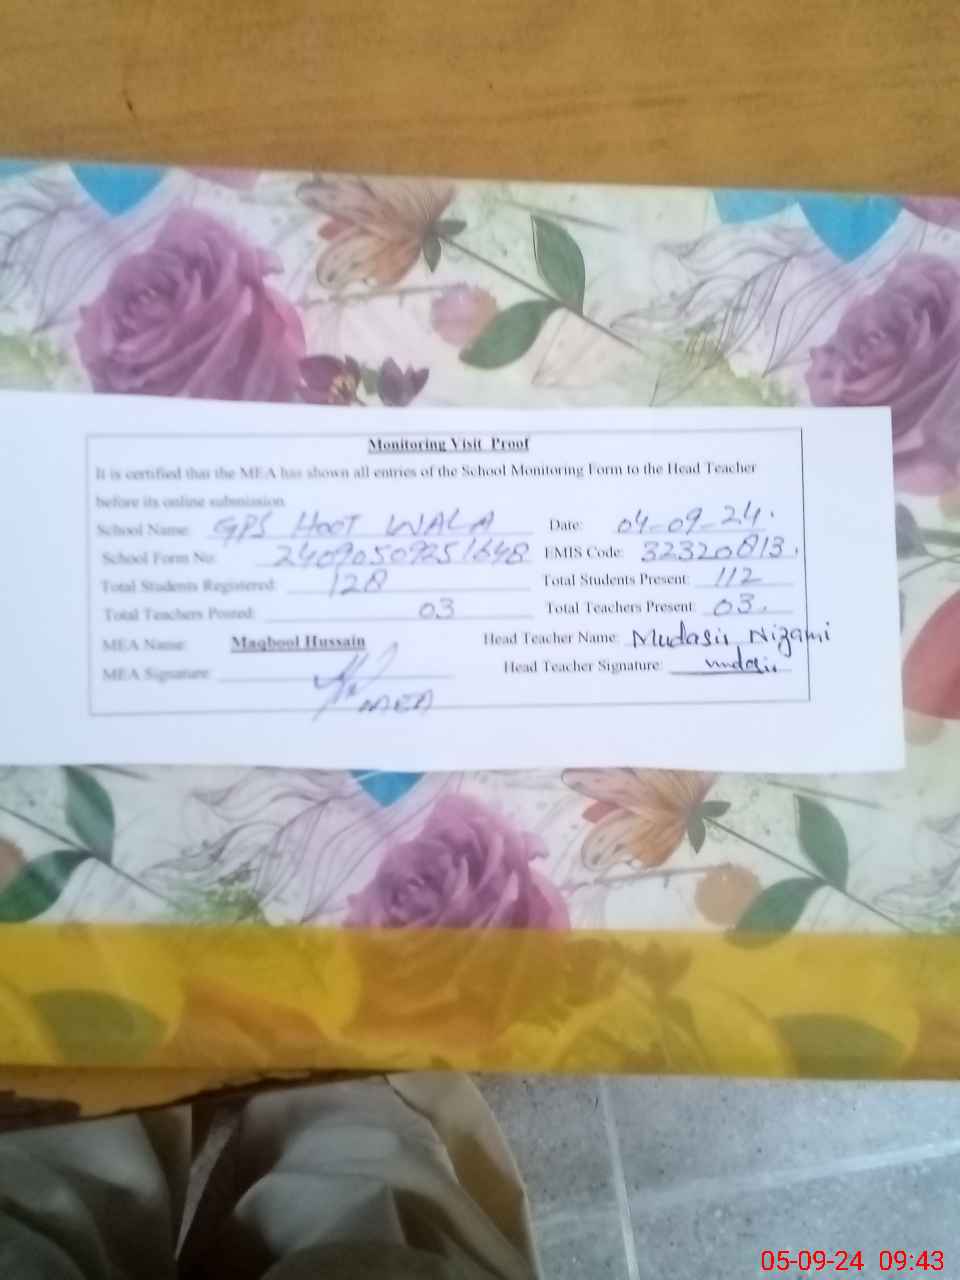 Monitoring Visit Proof
It is certified that the MEA has shown all entries of the School Monitoring Form to the Head Teacher
before its online submission
School Name: GPS HOOT WALA Date: 04-09-24.
School Form No: 24090509251648 EMIS Code: 32320813.
Total Students Registered: 128 Total Students Present: 112
Total Teachers Posted: 03 Total Teachers Present: 03.
MEA Name: Maqbool Hussain Head Teacher Name: Mudasir Nizami
MEA Signature: Head Teacher Signature: Mudasir
MEA
05-09-24 09:43